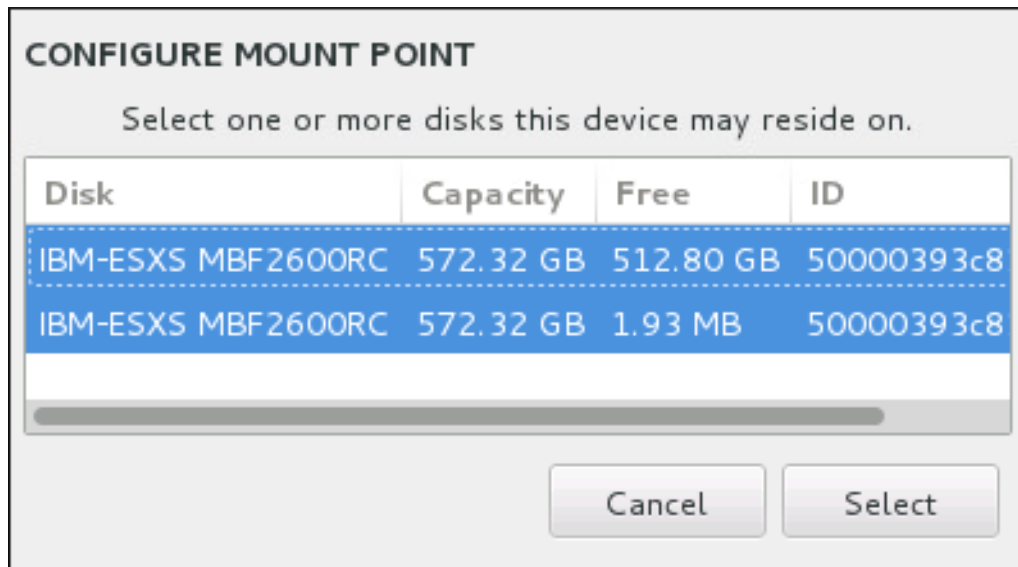 CONFIGURE MOUNT POINT
Select one or more disks this device may reside on.
Disk Capacity Free ID
IBM-ESXS MBF2600RC 572.32 GB 512.80 GB 50000393c8
IBM-ESXS MBF2600RC 572.32 GB 1.93 MB 50000393c8
Cancel Select